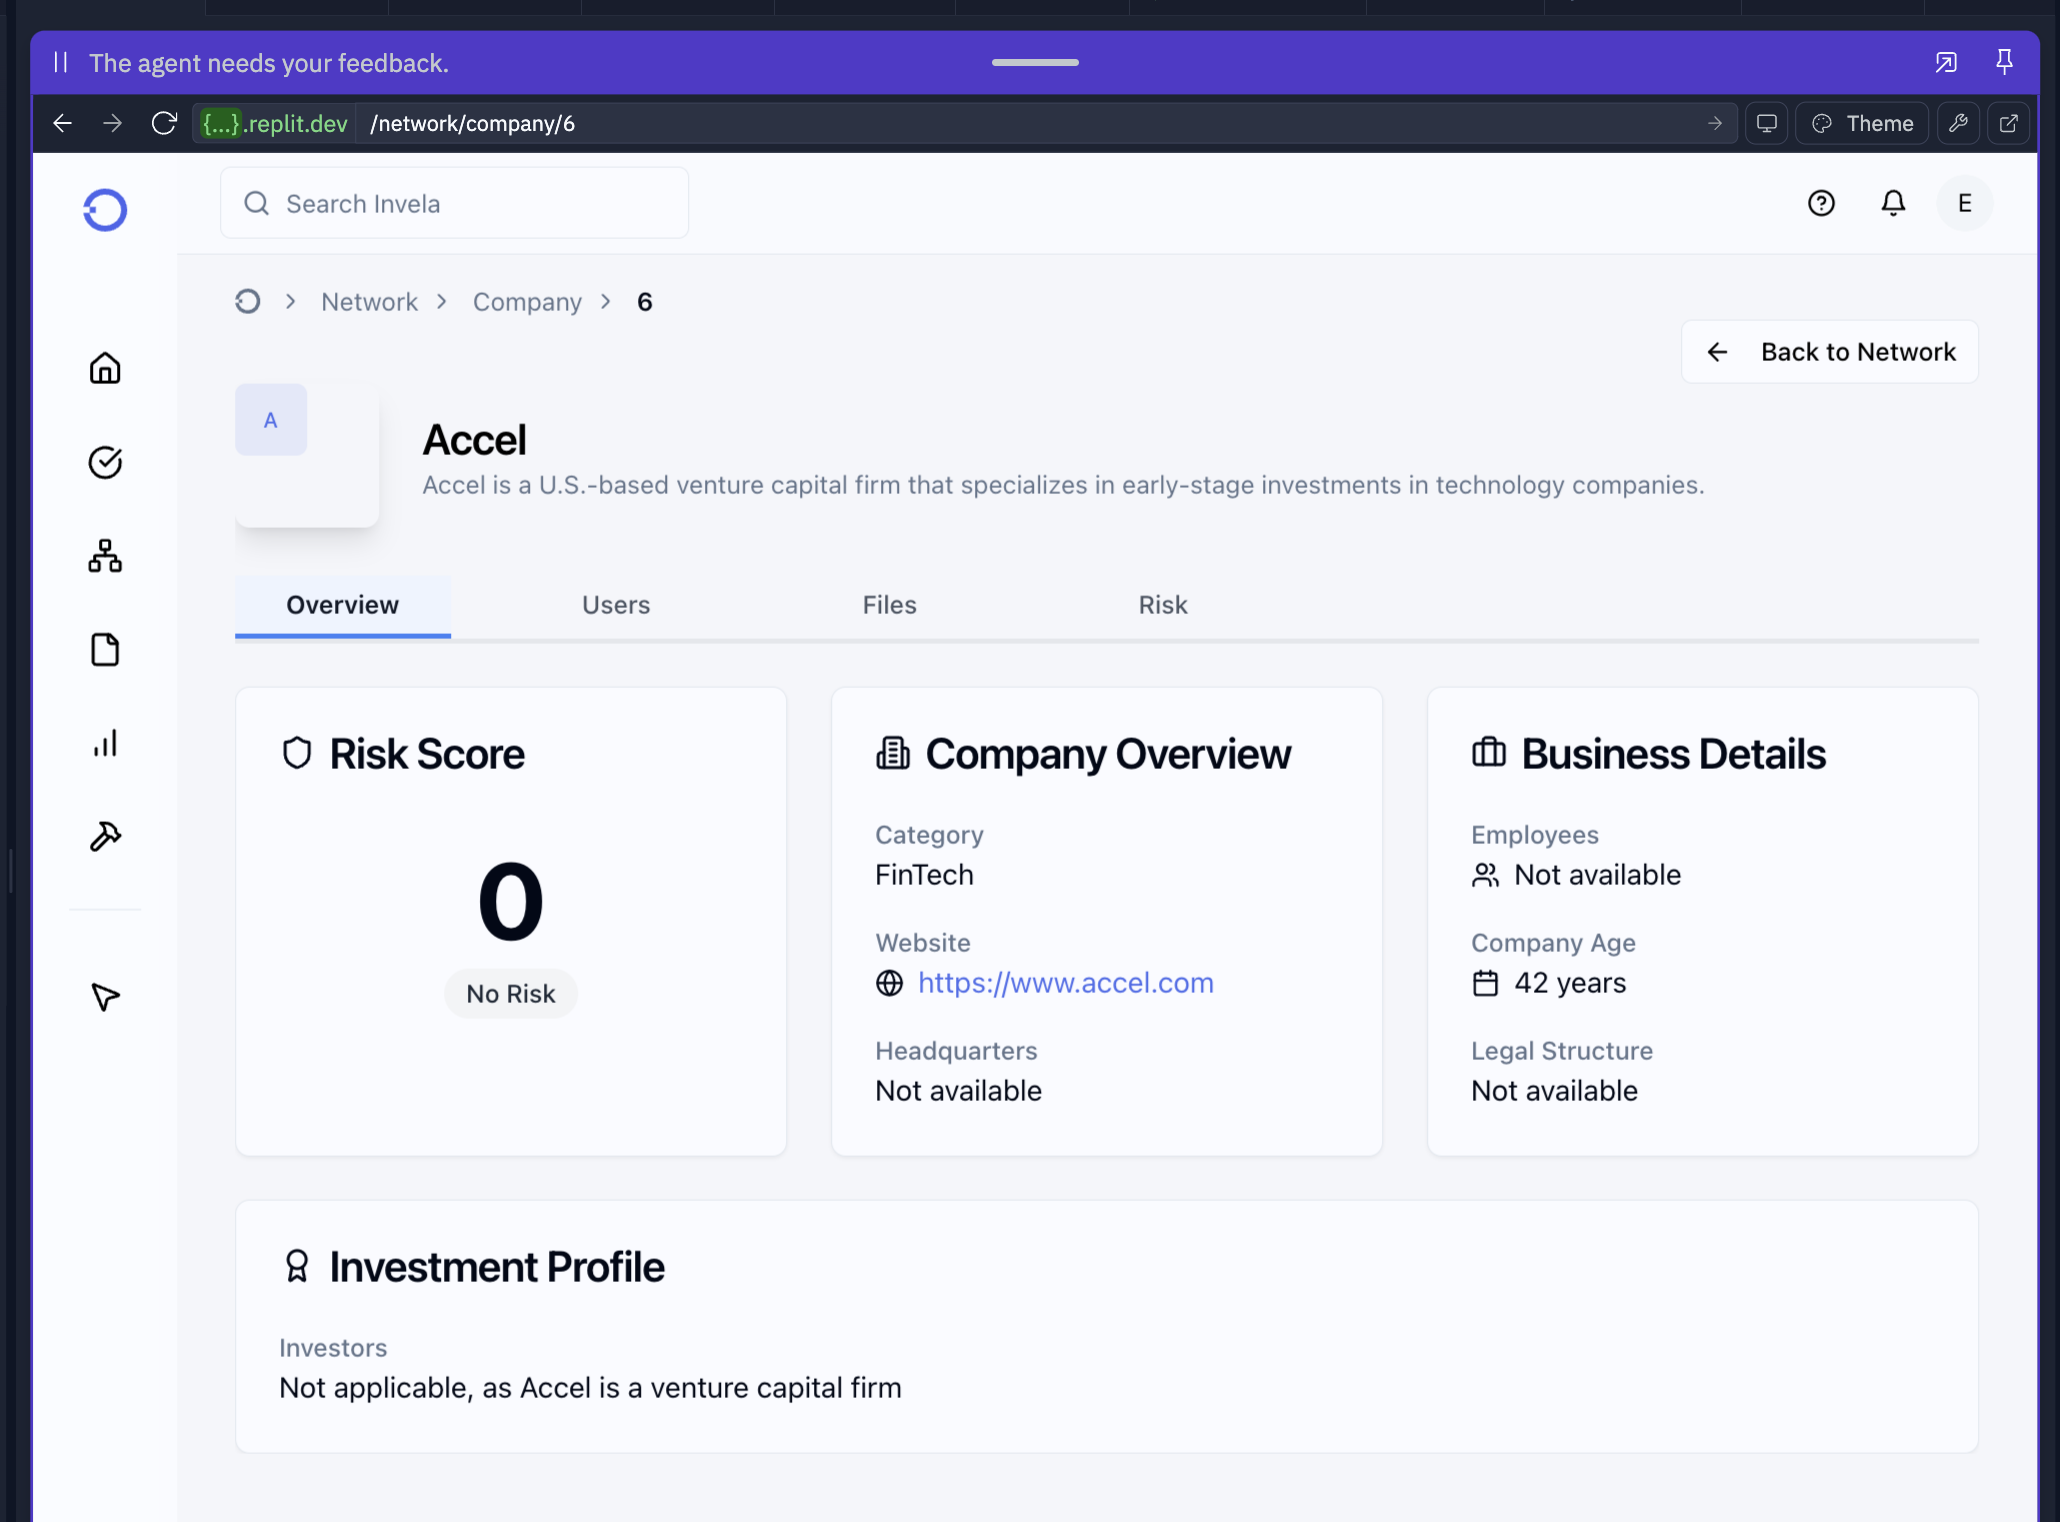 The agent needs your feedback.
{...}.replit.dev /network/company/6 Theme
Search Invela
E
Network Company 6
Back to Network
A
Accel
Accel is a U.S.-based venture capital firm that specializes in early-stage investments in technology companies.
Overview Users Files Risk
Risk Score
0
No Risk
Company Overview
Category
FinTech
Website
https://www.accel.com
Headquarters
Not available
Business Details
Employees
Not available
Company Age
42 years
Legal Structure
Not available
Investment Profile
Investors
Not applicable, as Accel is a venture capital firm